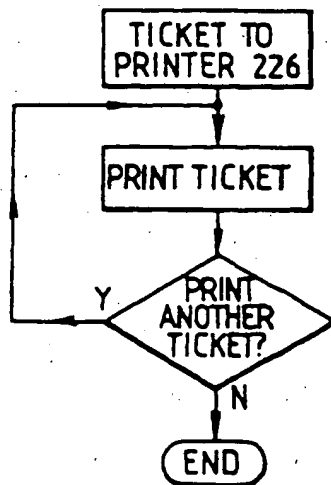 TICKET TO
PRINTER 226
PRINT TICKET
PRINT
ANOTHER
TICKET?
Y
N
END